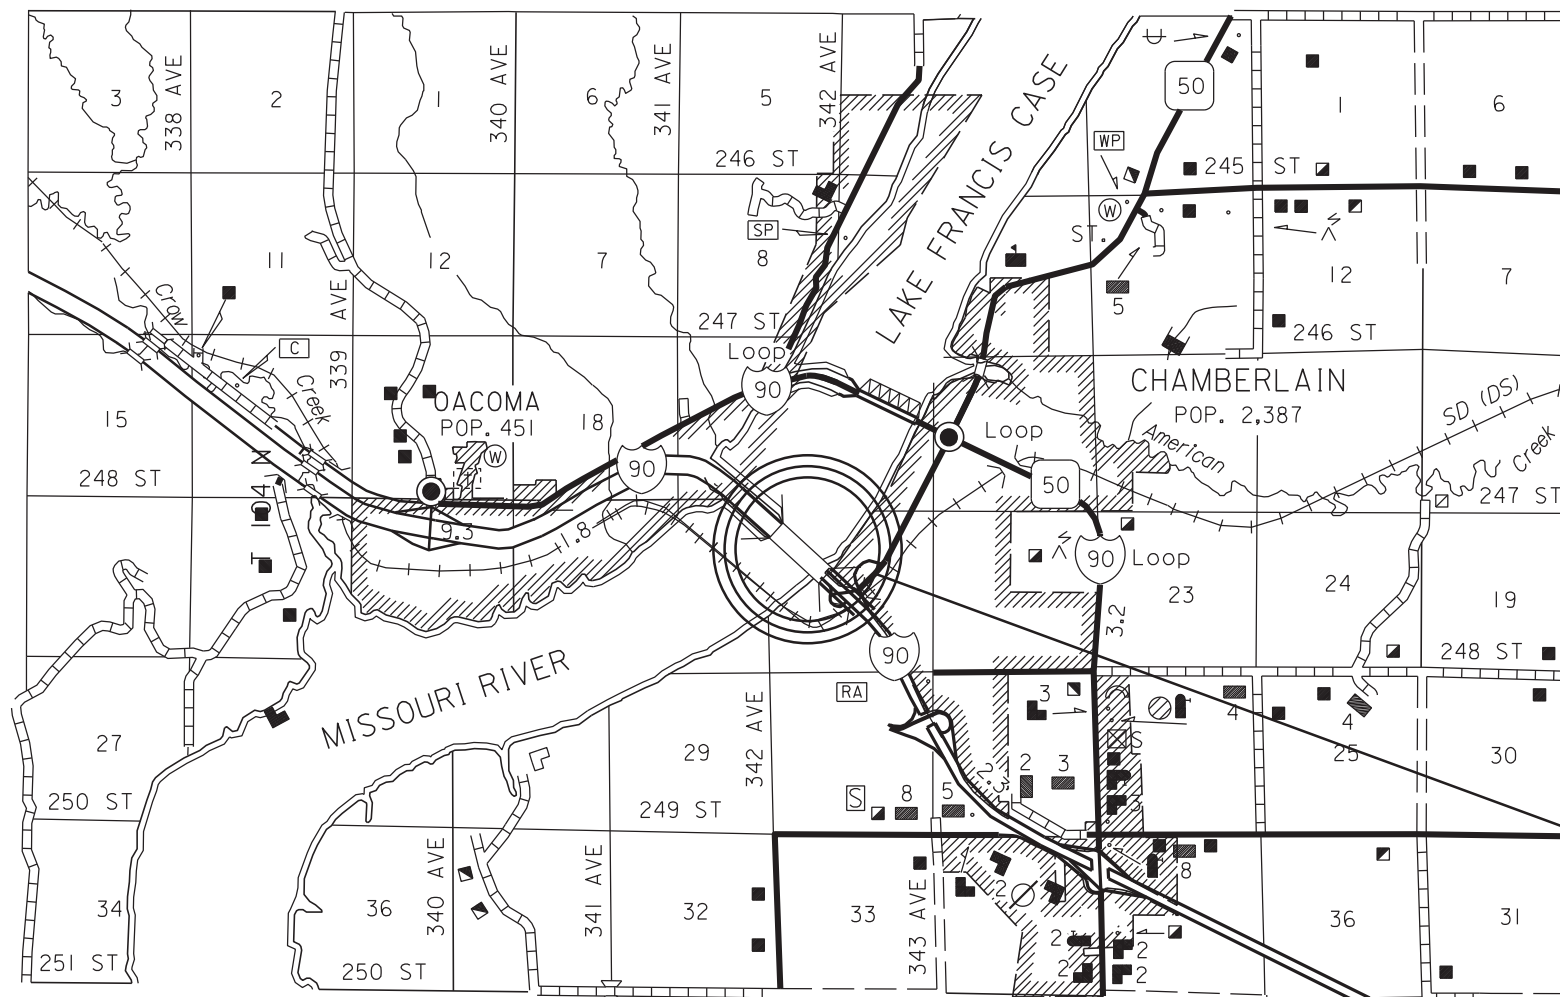 3
338 AVE
2
1
340 AVE
6
341 AVE
5
342 AVE
246 ST
LAKE FRANCIS CASE
50
1
6
WP
245 ST
W
ST.
SP
11
12
7
8
12
7
5
247 ST
246 ST
Crow
Creek
C
339 AVE
Loop
90
CHAMBERLAIN
POP. 2,387
SD (DS)
OACOMA
POP. 451
W
15
18
Loop
American
Creek
248 ST
90
50
247 ST
T 104 N
9.3
1.8
90
Loop
23
24
19
3.2
248 ST
90
MISSOURI RIVER
RA
3
4
4
25
S
27
29
342 AVE
2.3
2
3
30
250 ST
249 ST
S
8
5
3
340 AVE
341 AVE
8
2
34
36
32
33
343 AVE
36
31
2
2
251 ST
250 ST
2
2